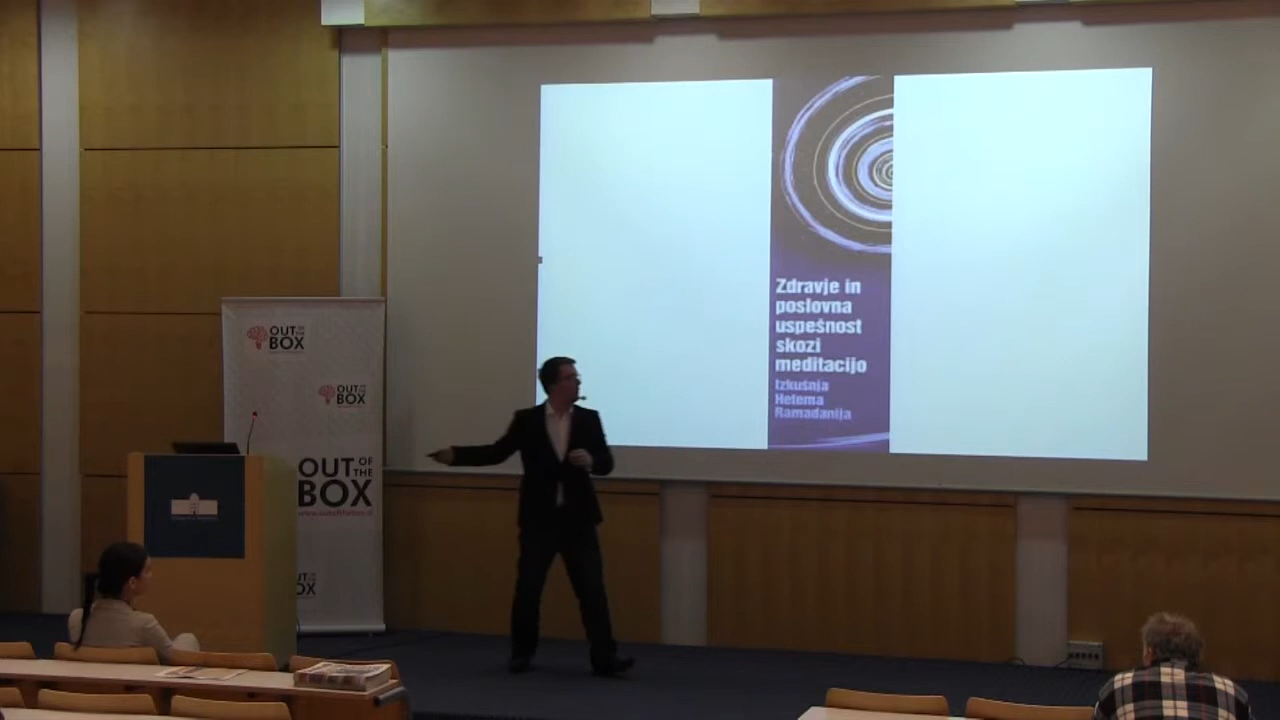 Zdravje in
poslovna
uspešnost
skozi
meditacijo
Izkušnja
Hetema
Ramadanija
OUT OF THE
BOX
OUT OF THE
BOX
OUT OF THE
BOX